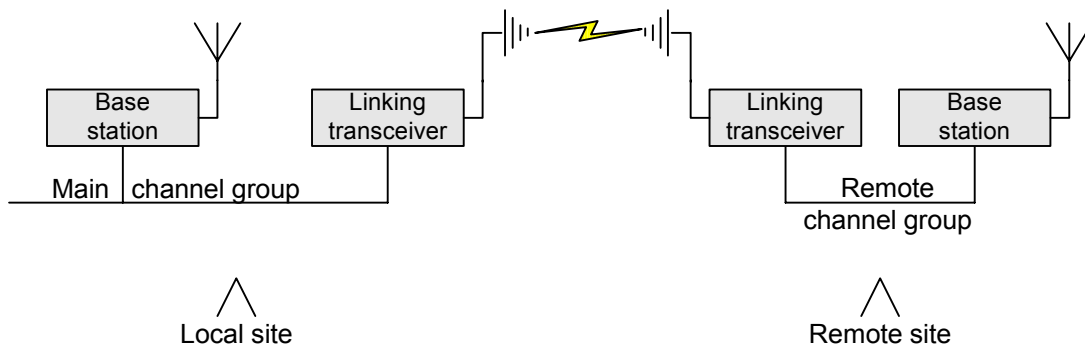 Base
station
Linking
transceiver
Linking
transceiver
Base
station
Main channel group
Remote
channel group
Local site
Remote site